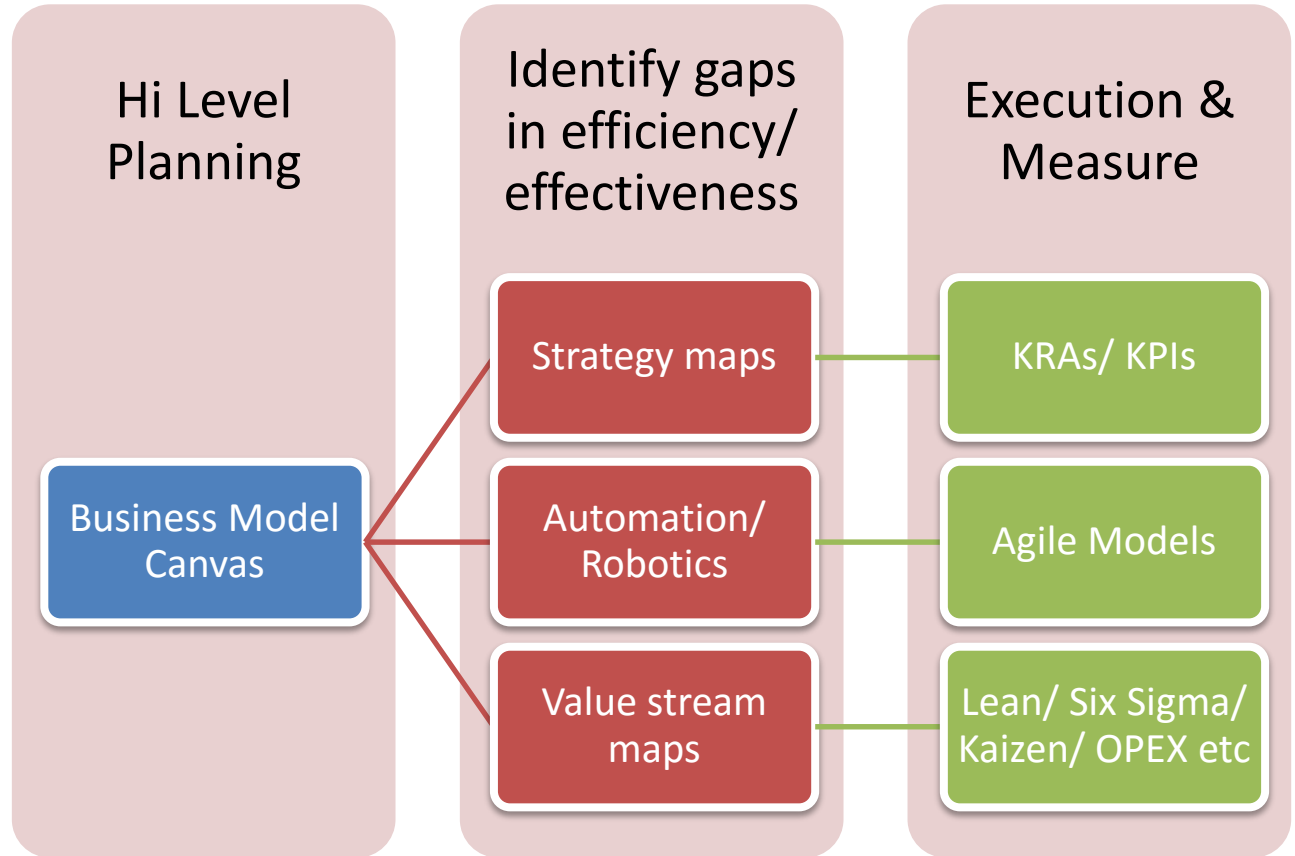 Hi Level
Planning
Identify gaps
in efficiency/
effectiveness
Execution &
Measure
Business Model
Canvas
Strategy maps
Automation/
Robotics
Value stream
maps
KRAs/ KPIs
Agile Models
Lean/ Six Sigma/
Kaizen/ OPEX etc